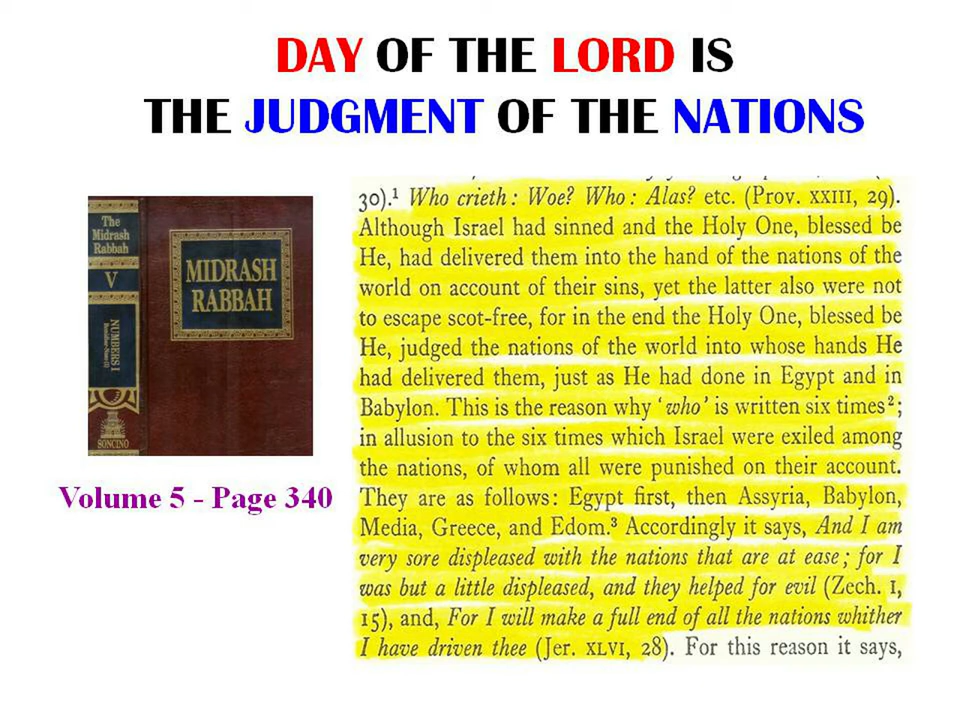 DAY OF THE LORD IS
THE JUDGMENT OF THE NATIONS
The
Midrash
Rabbah
V
NUMBERS I
SONCINO
MIDRASH
RABBAH
Volume 5 - Page 340
30).¹ Who crieth: Woe? Who: Alas? etc. (Prov. XXIII, 29).
Although Israel had sinned and the Holy One, blessed be
He, had delivered them into the hand of the nations of the
world on account of their sins, yet the latter also were not
to escape scot-free, for in the end the Holy One, blessed be
He, judged the nations of the world into whose hands He
had delivered them, just as He had done in Egypt and in
Babylon. This is the reason why ‘who’ is written six times²;
in allusion to the six times which Israel were exiled among
the nations, of whom all were punished on their account.
They are as follows: Egypt first, then Assyria, Babylon,
Media, Greece, and Edom.³ Accordingly it says, And I am
very sore displeased with the nations that are at ease; for I
was but a little displeased, and they helped for evil (Zech. I,
15), and, For I will make a full end of all the nations whither
I have driven thee (Jer. XLVI, 28). For this reason it says,